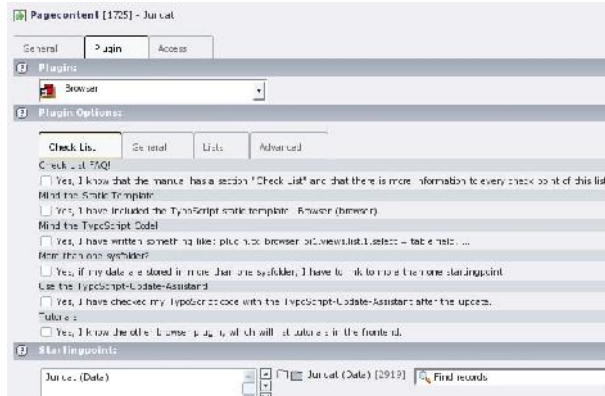 Pagecontent [1725] - Jurcat
General Plugin Access
Plugin:
Browser
Plugin Options:
Check List General Lists Advanced
Check List FAQ!
Yes, I know that the manual has a section "Check List" and that there is more information to every check point of this list
Mind the Static Template
Yes, I have included the TypoScript static template Browser (browser)
Mind the TypoScript Code!
Yes, I have written something like: plugin.tx_browser_pi1.views.list.1.select = table.field, ...
More than one sysfolder?
Yes, if my data are stored in more than one sysfolder, I have to link to more than one startingpoint
Use the TypoScript-Update-Assistant
Yes, I have checked my TypoScript code with the TypoScript-Update-Assistant after the update.
Tutorials
Yes, I know the other browser plugin, which will list tutorials in the frontend.
Startingpoint:
Jurcat (Data) Jurcat (Data) [2919] Find records